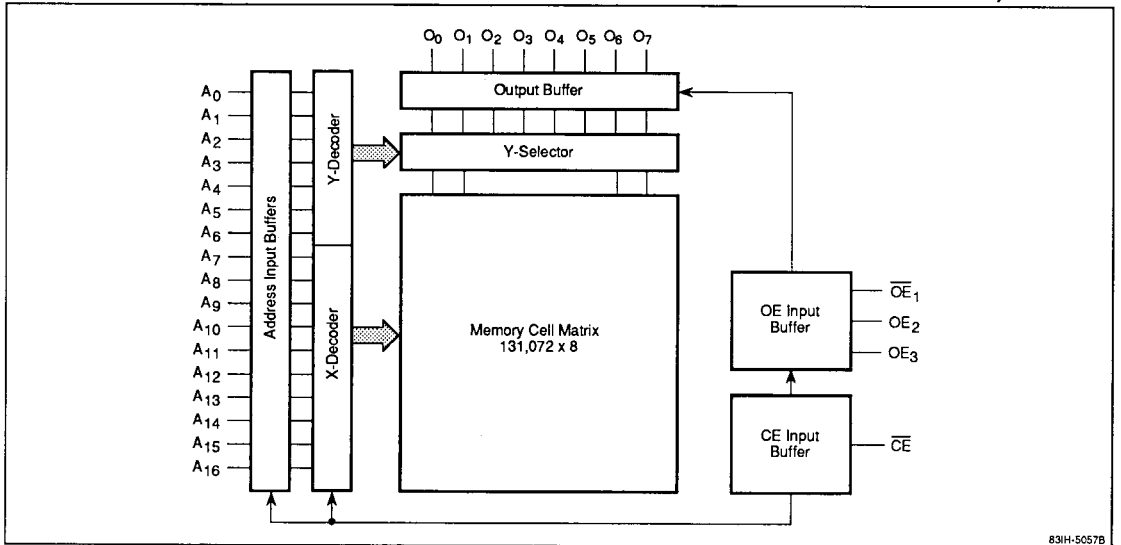 O0 O1 O2 O3 O4 O5 O6 O7
Output Buffer
Y-Selector
A0
A1
A2
A3
A4
A5
A6
A7
A8
A9
A10
A11
A12
A13
A14
A15
A16
Address Input Buffers
Y-Decoder
X-Decoder
Memory Cell Matrix
131,072 x 8
OE Input
Buffer
O̅E̅1
OE2
OE3
CE Input
Buffer
C̅E̅
83IH-5057B